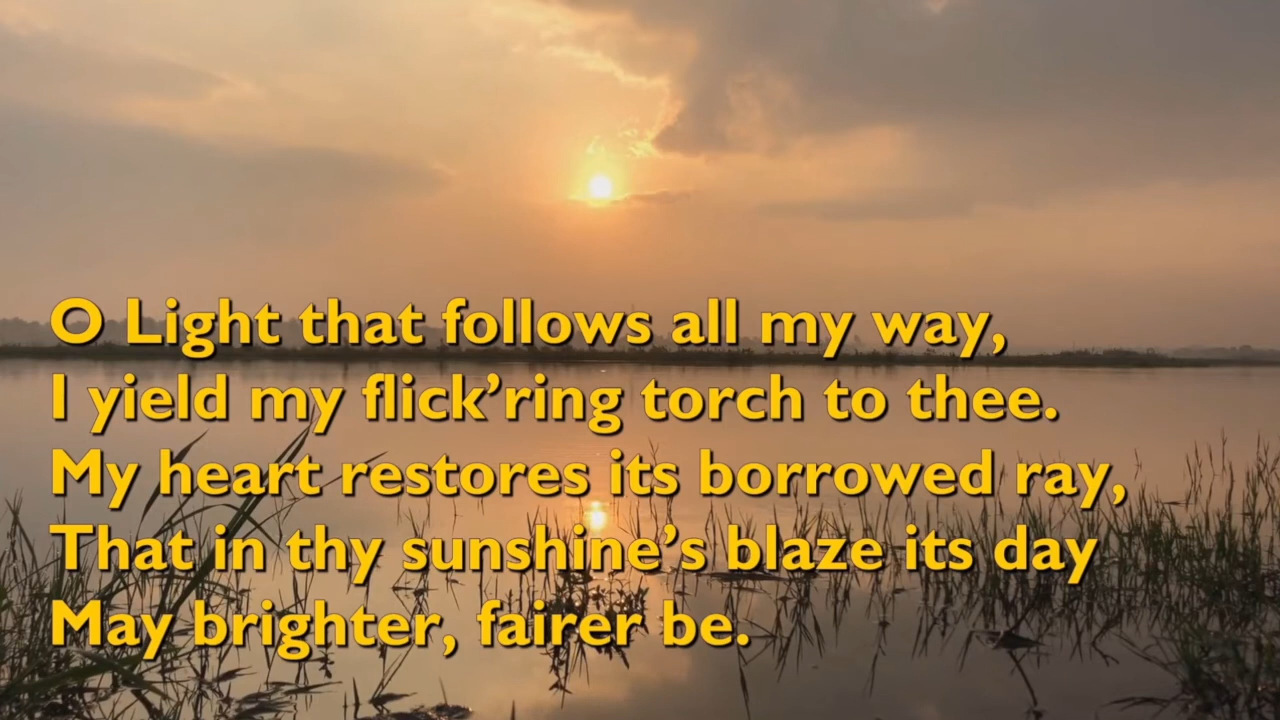 O Light that follows all my way,
I yield my flick’ring torch to thee.
My heart restores its borrowed ray,
That in thy sunshine’s blaze its day
May brighter, fairer be.